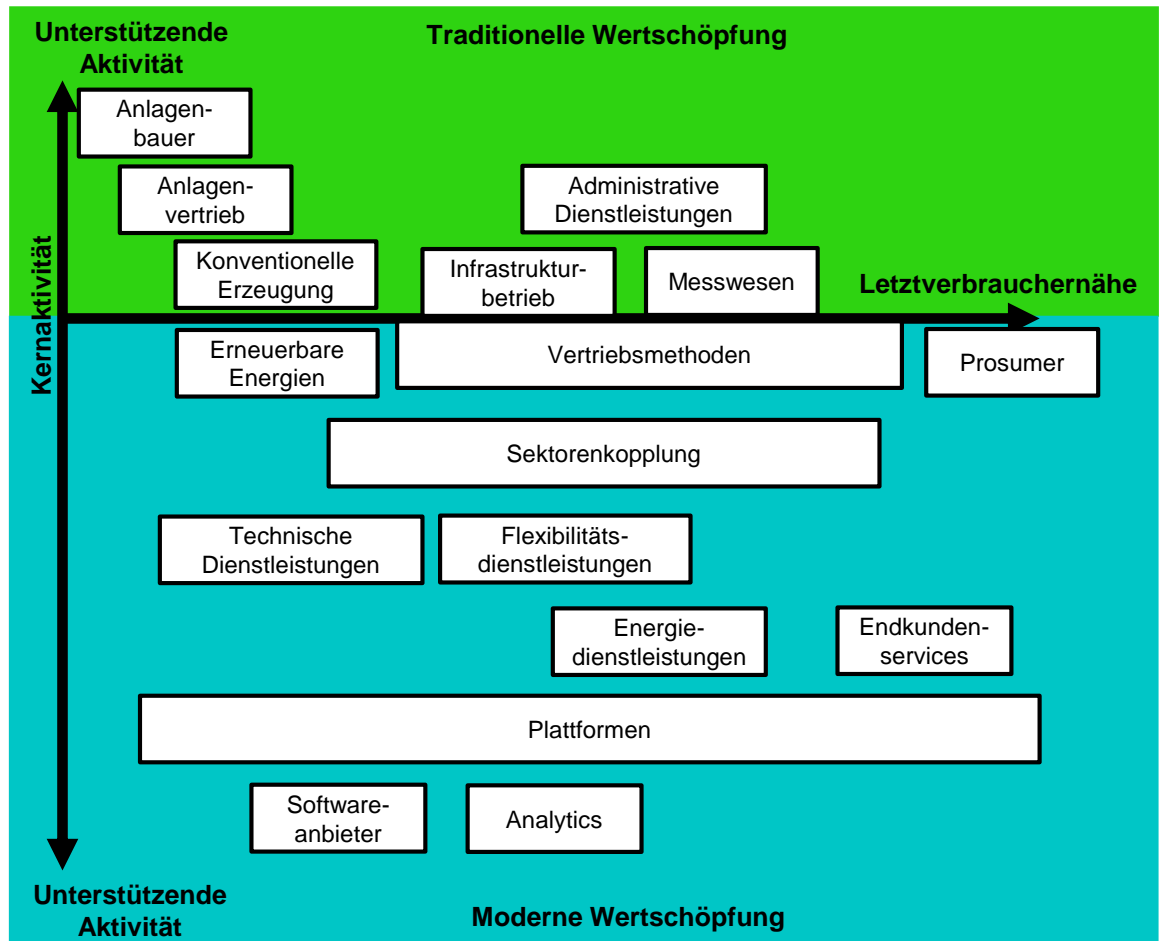 Unterstützende
Aktivität
Traditionelle Wertschöpfung
Anlagen-
bauer
Anlagen-
vertrieb
Administrative
Dienstleistungen
Konventionelle
Erzeugung
Infrastruktur-
betrieb
Messwesen
Letztverbrauchernähe
Kernaktivität
Erneuerbare
Energien
Vertriebsmethoden
Prosumer
Sektorenkopplung
Technische
Dienstleistungen
Flexibilitäts-
dienstleistungen
Energie-
dienstleistungen
Endkunden-
services
Plattformen
Software-
anbieter
Analytics
Unterstützende
Aktivität
Moderne Wertschöpfung